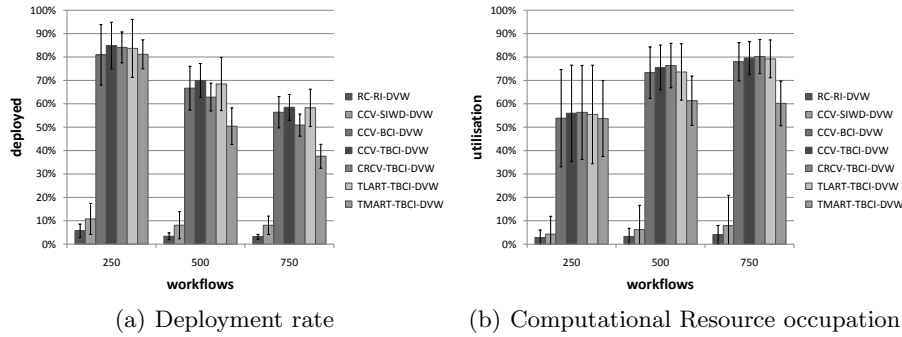 100%
90%
80%
70%
60%
50%
40%
30%
20%
10%
0%
deployed
250
500
750
workflows
RC-RI-DVW
CCV-SIWD-DVW
CCV-BCI-DVW
CCV-TBCI-DVW
CRCV-TBCI-DVW
TLART-TBCI-DVW
TMART-TBCI-DVW
(a) Deployment rate
100%
90%
80%
70%
60%
50%
40%
30%
20%
10%
0%
utilisation
250
500
750
workflows
RC-RI-DVW
CCV-SIWD-DVW
CCV-BCI-DVW
CCV-TBCI-DVW
CRCV-TBCI-DVW
TLART-TBCI-DVW
TMART-TBCI-DVW
(b) Computational Resource occupation